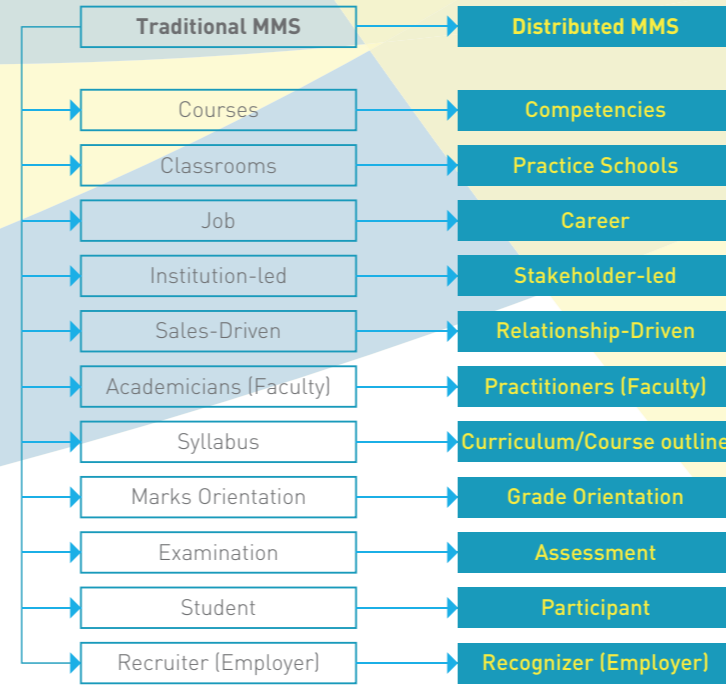 Traditional MMS
Distributed MMS
Courses
Competencies
Classrooms
Practice Schools
Job
Career
Institution-led
Stakeholder-led
Sales-Driven
Relationship-Driven
Academicians (Faculty)
Practitioners (Faculty)
Syllabus
Curriculum/Course outline
Marks Orientation
Grade Orientation
Examination
Assessment
Student
Participant
Recruiter (Employer)
Recognizer (Employer)